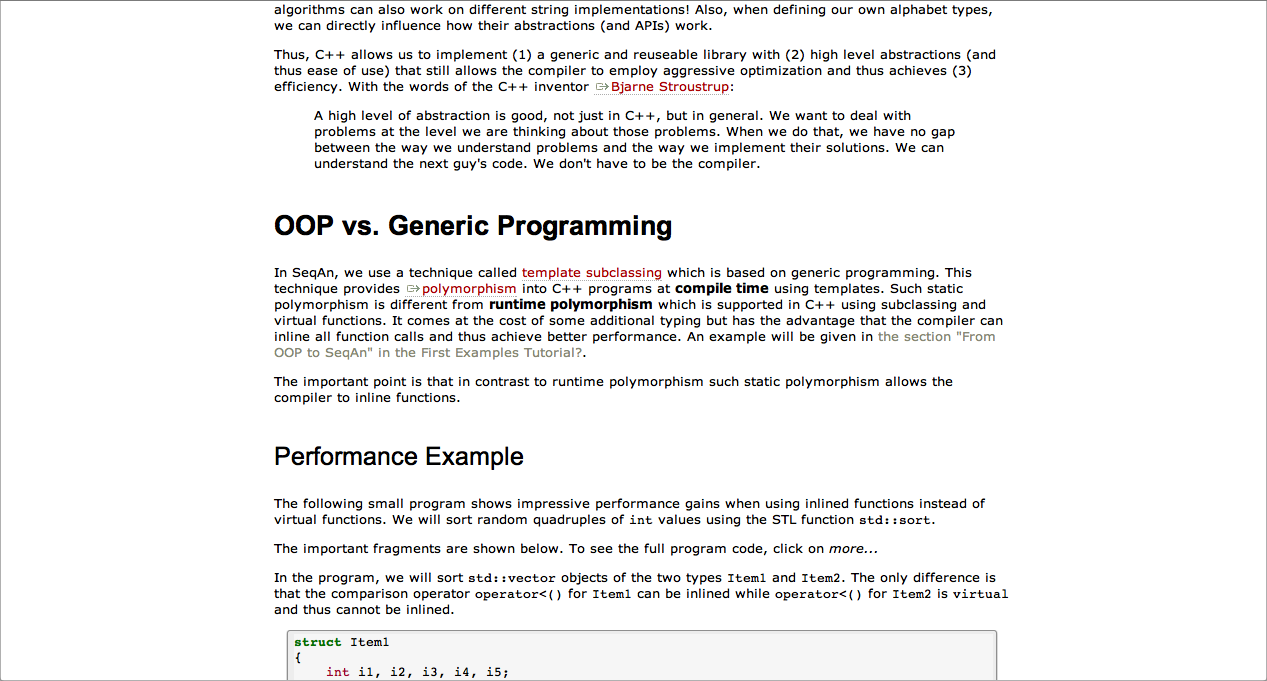 algorithms can also work on different string implementations! Also, when defining our own alphabet types,
we can directly influence how their abstractions (and APIs) work.
Thus, C++ allows us to implement (1) a generic and reuseable library with (2) high level abstractions (and
thus ease of use) that still allows the compiler to employ aggressive optimization and thus achieves (3)
efficiency. With the words of the C++ inventor Bjarne Stroustrup:
A high level of abstraction is good, not just in C++, but in general. We want to deal with
problems at the level we are thinking about those problems. When we do that, we have no gap
between the way we understand problems and the way we implement their solutions. We can
understand the next guy's code. We don't have to be the compiler.
OOP vs. Generic Programming
In SeqAn, we use a technique called template subclassing which is based on generic programming. This
technique provides polymorphism into C++ programs at compile time using templates. Such static
polymorphism is different from runtime polymorphism which is supported in C++ using subclassing and
virtual functions. It comes at the cost of some additional typing but has the advantage that the compiler can
inline all function calls and thus achieve better performance. An example will be given in the section "From
OOP to SeqAn" in the First Examples Tutorial?.
The important point is that in contrast to runtime polymorphism such static polymorphism allows the
compiler to inline functions.
Performance Example
The following small program shows impressive performance gains when using inlined functions instead of
virtual functions. We will sort random quadruples of int values using the STL function std::sort.
The important fragments are shown below. To see the full program code, click on more...
In the program, we will sort std::vector objects of the two types Item1 and Item2. The only difference is
that the comparison operator operator<() for Item1 can be inlined while operator<() for Item2 is virtual
and thus cannot be inlined.
struct Item1
{
int i1, i2, i3, i4, i5;